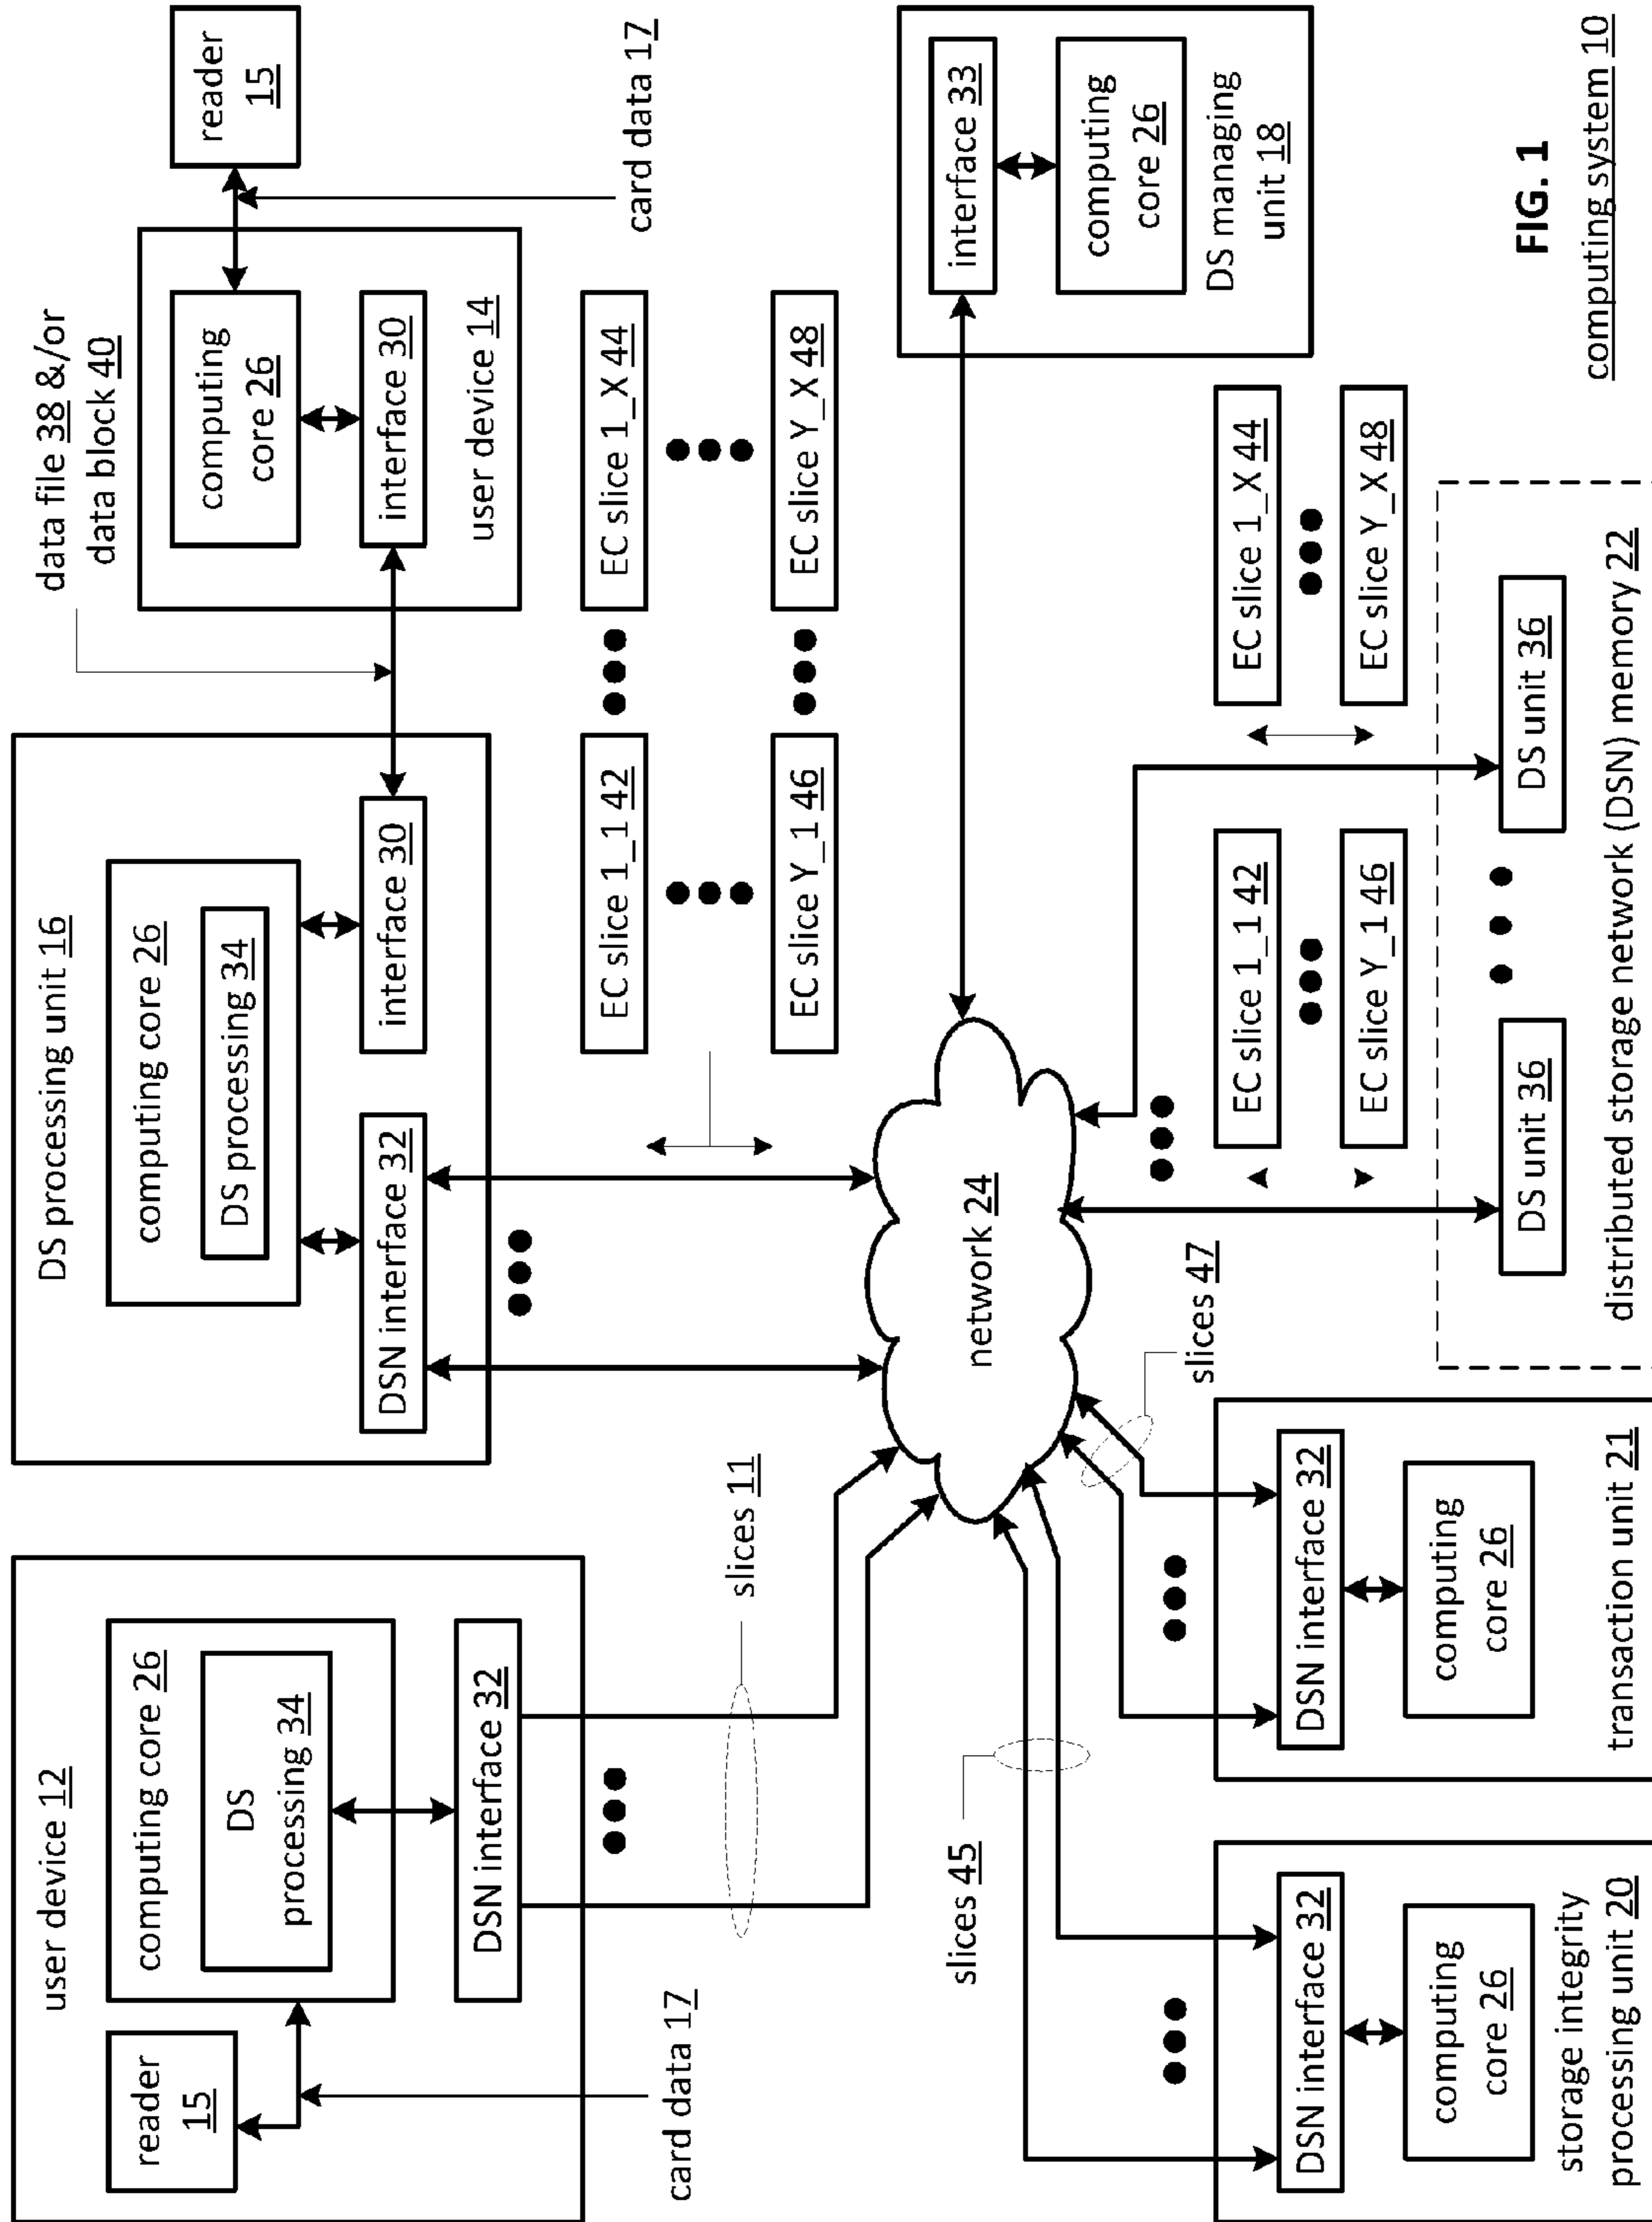 user device 12
reader
15
computing core 26
DS
processing 34
DSN interface 32
card data 17
slices 11
DS processing unit 16
computing core 26
DS processing 34
DSN interface 32
interface 30
data file 38 &/or
data block 40
computing
core 26
interface 30
user device 14
reader
15
card data 17
EC slice 1_1 42
EC slice 1_X 44
EC slice Y_1 46
EC slice Y_X 48
network 24
slices 45
slices 47
interface 33
computing
core 26
DS managing
unit 18
DSN interface 32
computing
core 26
storage integrity
processing unit 20
DSN interface 32
computing
core 26
transaction unit 21
EC slice 1_1 42
EC slice Y_1 46
EC slice 1_X 44
EC slice Y_X 48
DS unit 36
DS unit 36
distributed storage network (DSN) memory 22
FIG. 1
computing system 10